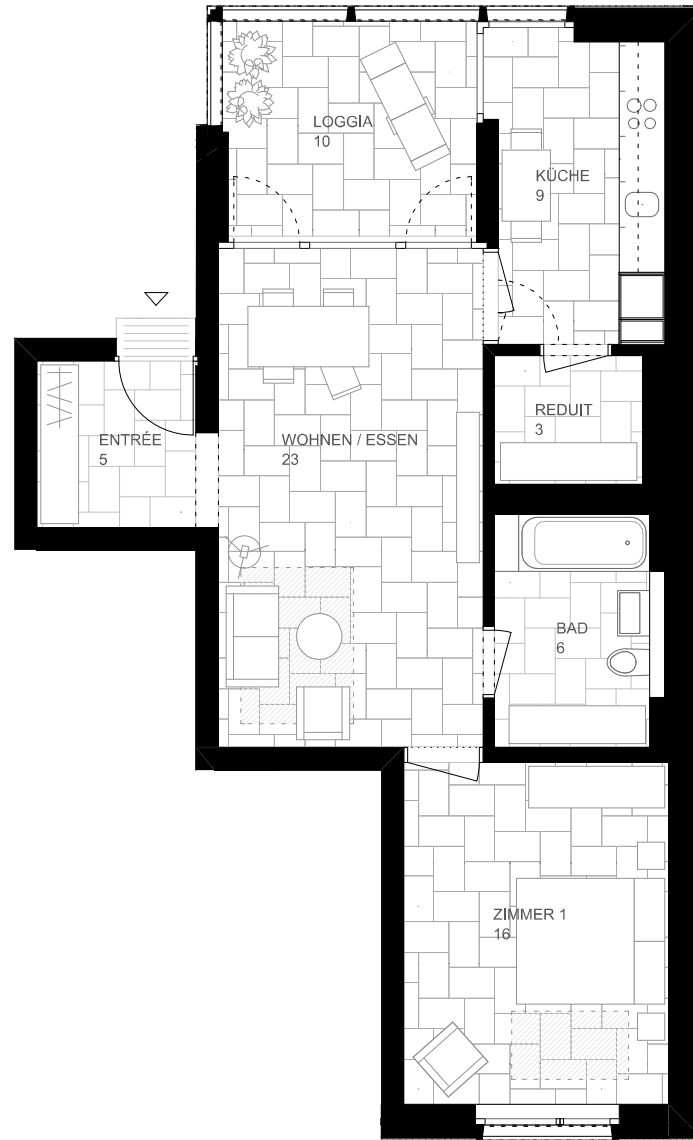 LOGGIA
10
KÜCHE
9
REDUIT
3
ENTRÉE
5
WOHNEN / ESSEN
23
BAD
6
ZIMMER 1
16